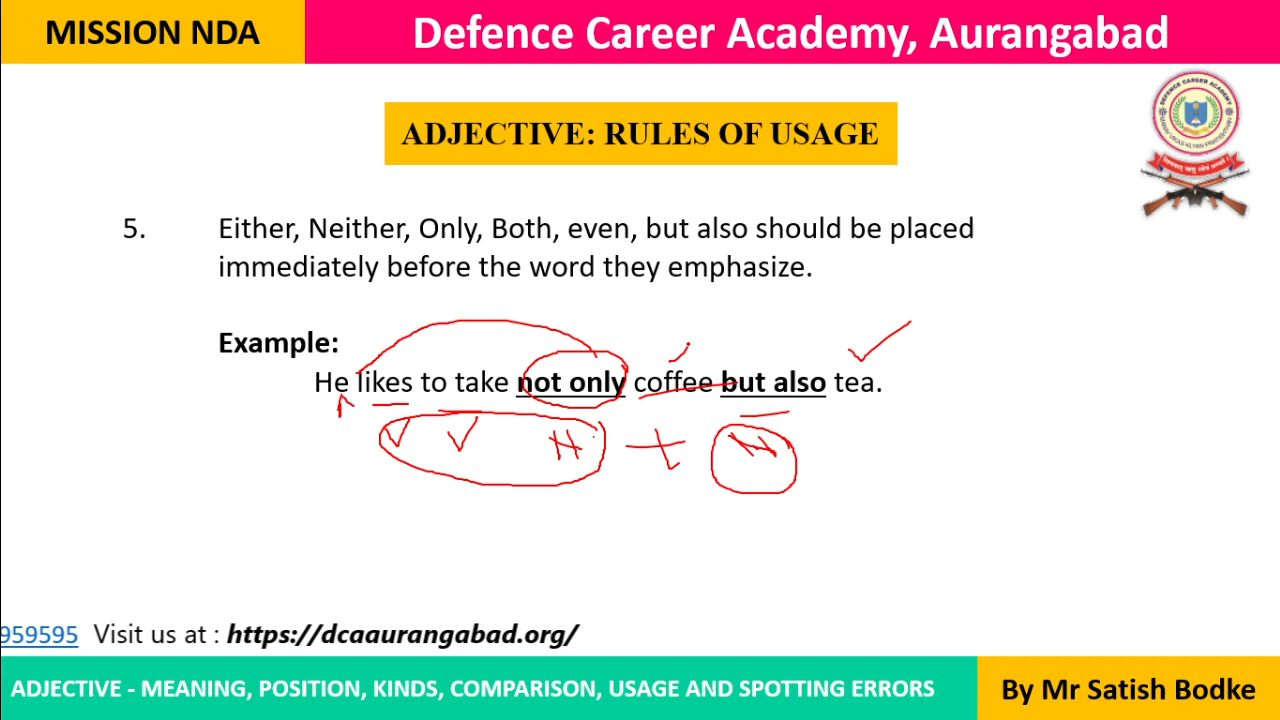 MISSION NDA
Defence Career Academy, Aurangabad
DEFENCE CAREER ACADEMY
ADJECTIVE: RULES OF USAGE
5. Either, Neither, Only, Both, even, but also should be placed
immediately before the word they emphasize.
Example:
He likes to take not only coffee but also tea.
V V N + N
959595 Visit us at : https://dcaaurangabad.org/
ADJECTIVE - MEANING, POSITION, KINDS, COMPARISON, USAGE AND SPOTTING ERRORS
By Mr Satish Bodke